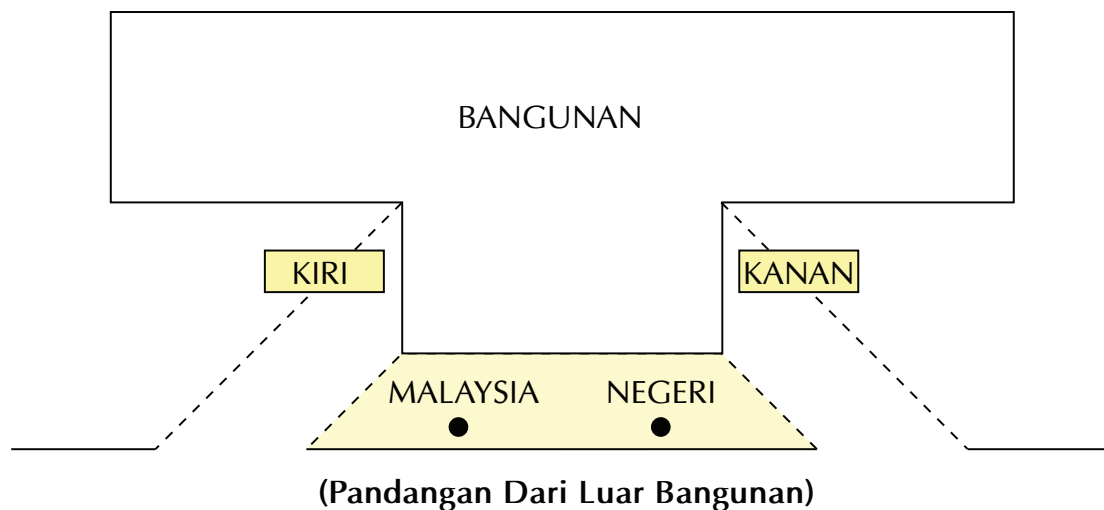 BANGUNAN
KIRI
KANAN
MALAYSIA
NEGERI
(Pandangan Dari Luar Bangunan)